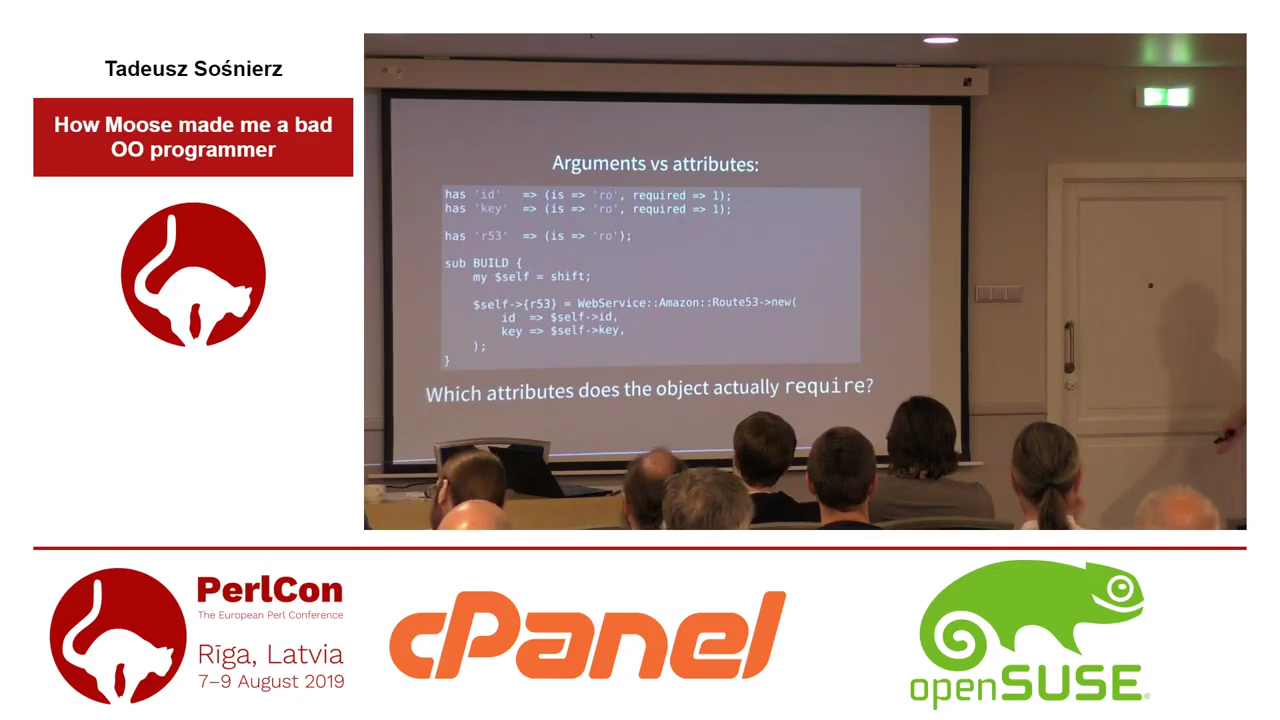 Tadeusz Sośnierz
How Moose made me a bad
OO programmer
Arguments vs attributes:
has 'id'   => (is => 'ro', required => 1);
has 'key'  => (is => 'ro', required => 1);
has 'r53'  => (is => 'ro');
sub BUILD {
    my $self = shift;
    $self->{r53} = WebService::Amazon::Route53->new(
        id  => $self->id,
        key => $self->key,
    );
}
Which attributes does the object actually require?
PerlCon
The European Perl Conference
Rīga, Latvia
7–9 August 2019
cPanel
openSUSE